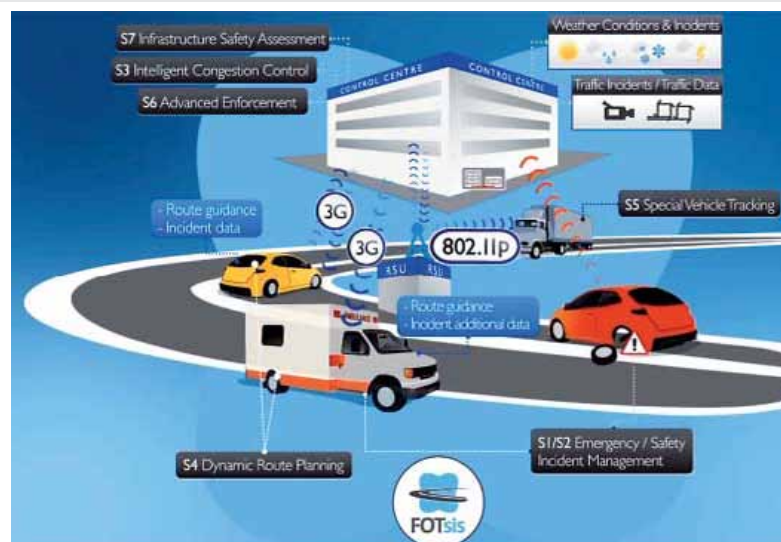 S7 Infrastructure Safety Assessment
S3 Intelligent Congestion Control
S6 Advanced Enforcement
CONTROL CENTRE
CONTROL CENTRE
Weather Conditions & Incidents
Traffic Incidents / Traffic Data
- Route guidance
- Incident data
3G
3G
802.11p
S5 Special Vehicle Tracking
RSU
RSU
- Route guidance
- Incident additional data
S4 Dynamic Route Planning
S1/S2 Emergency / Safety
Incident Management
FOTsis